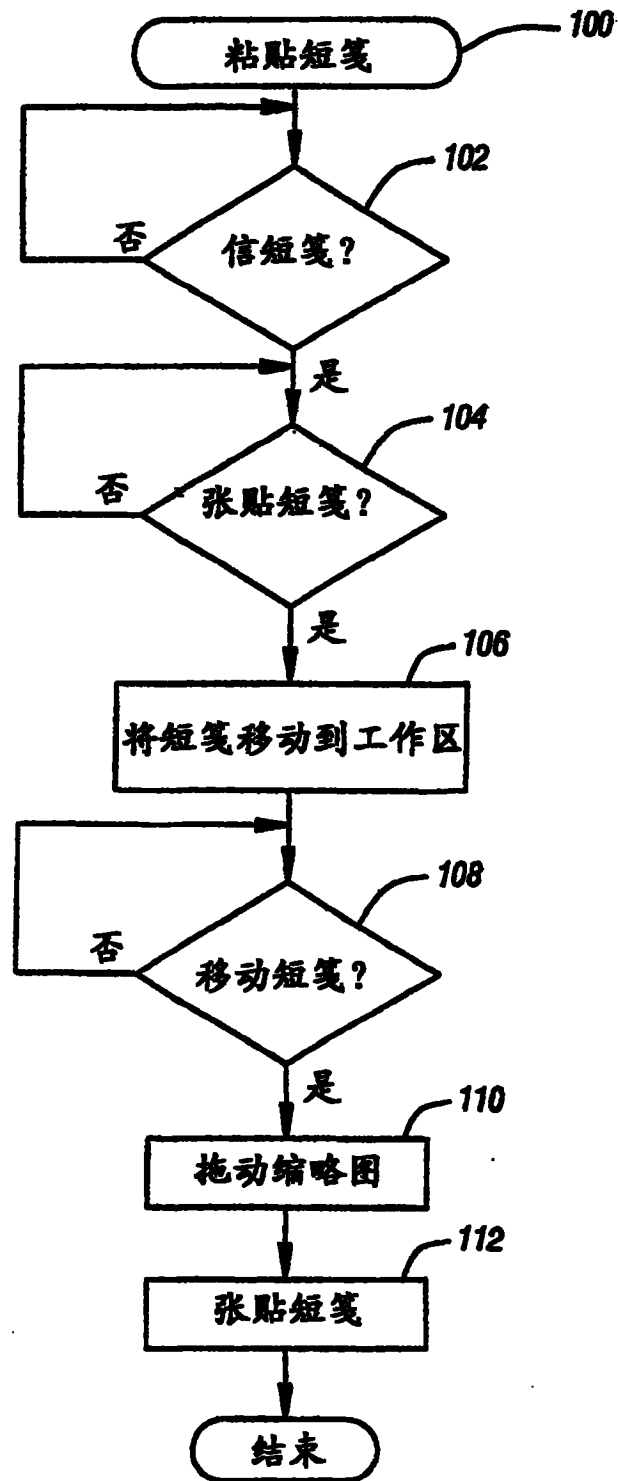 100
粘贴短笺
102
信短笺?
否
是
104
张贴短笺?
否
是
106
将短笺移动到工作区
108
移动短笺?
否
是
110
拖动缩略图
112
张贴短笺
结束